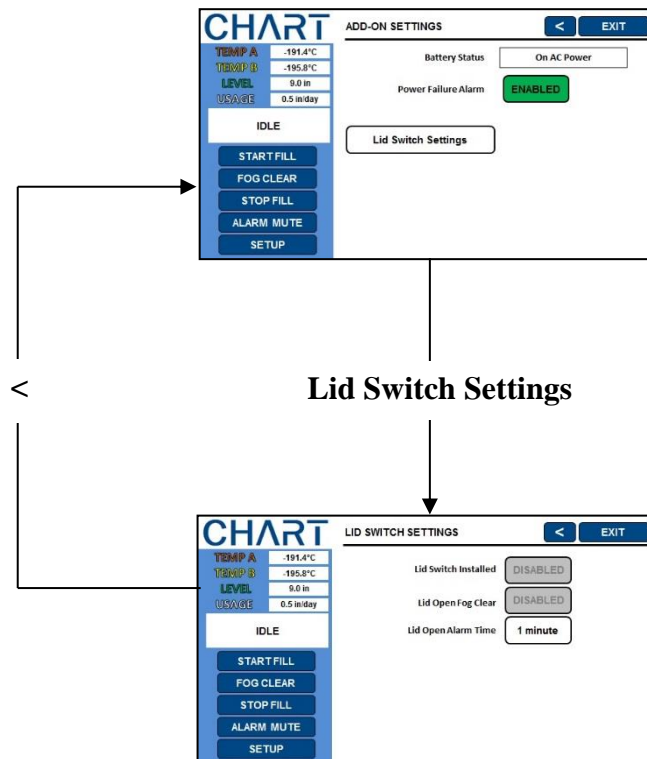 CHART
ADD-ON SETTINGS
< EXIT
TEMP A -191.4°C
TEMP B -195.8°C
LEVEL 9.0 in
USAGE 0.5 in/day
IDLE
START FILL
FOG CLEAR
STOP FILL
ALARM MUTE
SETUP
Battery Status On AC Power
Power Failure Alarm ENABLED
Lid Switch Settings
<
Lid Switch Settings
CHART
LID SWITCH SETTINGS
< EXIT
TEMP A -191.4°C
TEMP B -195.8°C
LEVEL 9.0 in
USAGE 0.5 in/day
IDLE
START FILL
FOG CLEAR
STOP FILL
ALARM MUTE
SETUP
Lid Switch Installed DISABLED
Lid Open Fog Clear DISABLED
Lid Open Alarm Time 1 minute